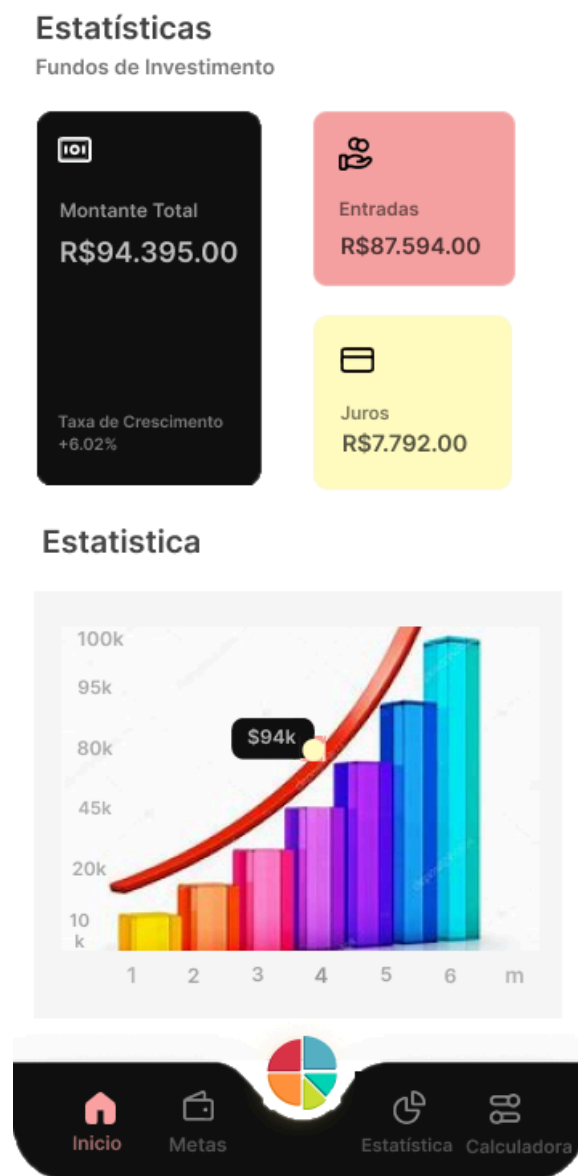 Estatísticas
Fundos de Investimento
Montante Total
R$94.395.00
Taxa de Crescimento
+6.02%
Entradas
R$87.594.00
Juros
R$7.792.00
Estatistica
100k
95k
80k
45k
20k
10
k
$94k
1 2 3 4 5 6 m
Inicio
Metas
Estatística
Calculadora